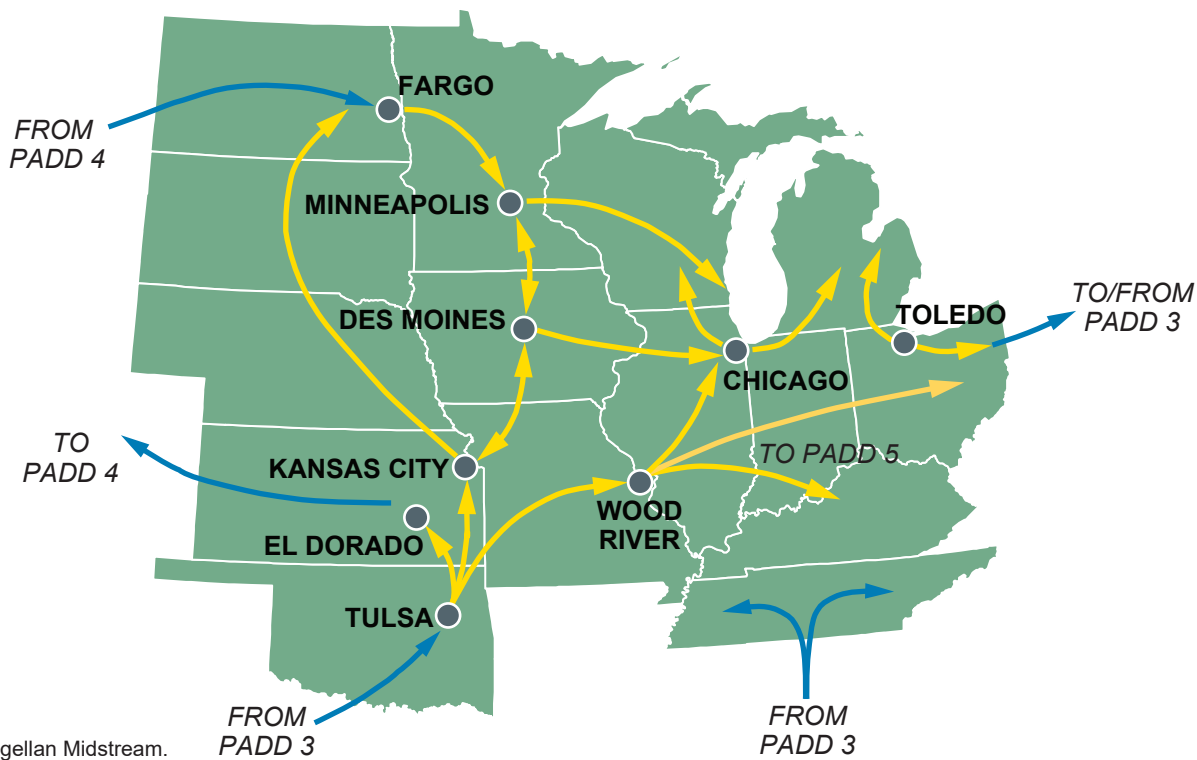 FARGO
FROM
PADD 4
MINNEAPOLIS
TO/FROM
PADD 3
TOLEDO
DES MOINES
CHICAGO
TO
PADD 4
KANSAS CITY
TO PADD 5
WOOD
RIVER
EL DORADO
TULSA
FROM
PADD 3
FROM
PADD 3
gellan Midstream.